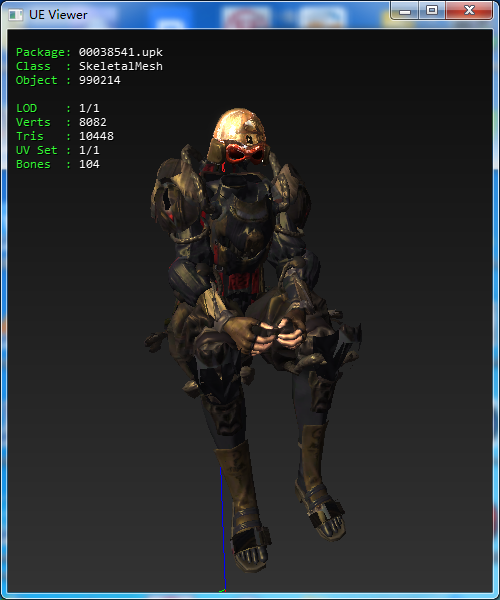 UE Viewer
Package: 00038541.upk
Class  : SkeletalMesh
Object : 990214
LOD    : 1/1
Verts  : 8082
Tris   : 10448
UV Set : 1/1
Bones  : 104